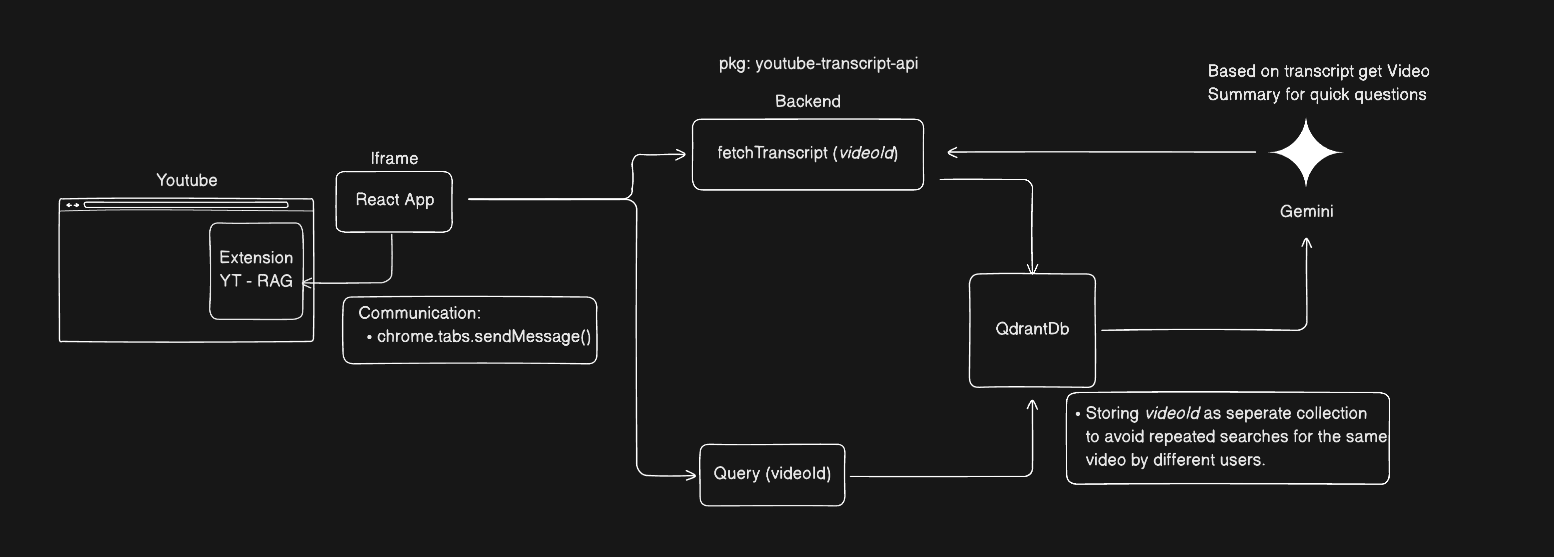 pkg: youtube-transcript-api
Backend
fetchTranscript (videoId)
Based on transcript get Video
Summary for quick questions
Gemini
Iframe
React App
Youtube
Extension
YT - RAG
Communication:
• chrome.tabs.sendMessage()
QdrantDb
• Storing videoId as seperate collection
to avoid repeated searches for the same
video by different users.
Query (videoId)